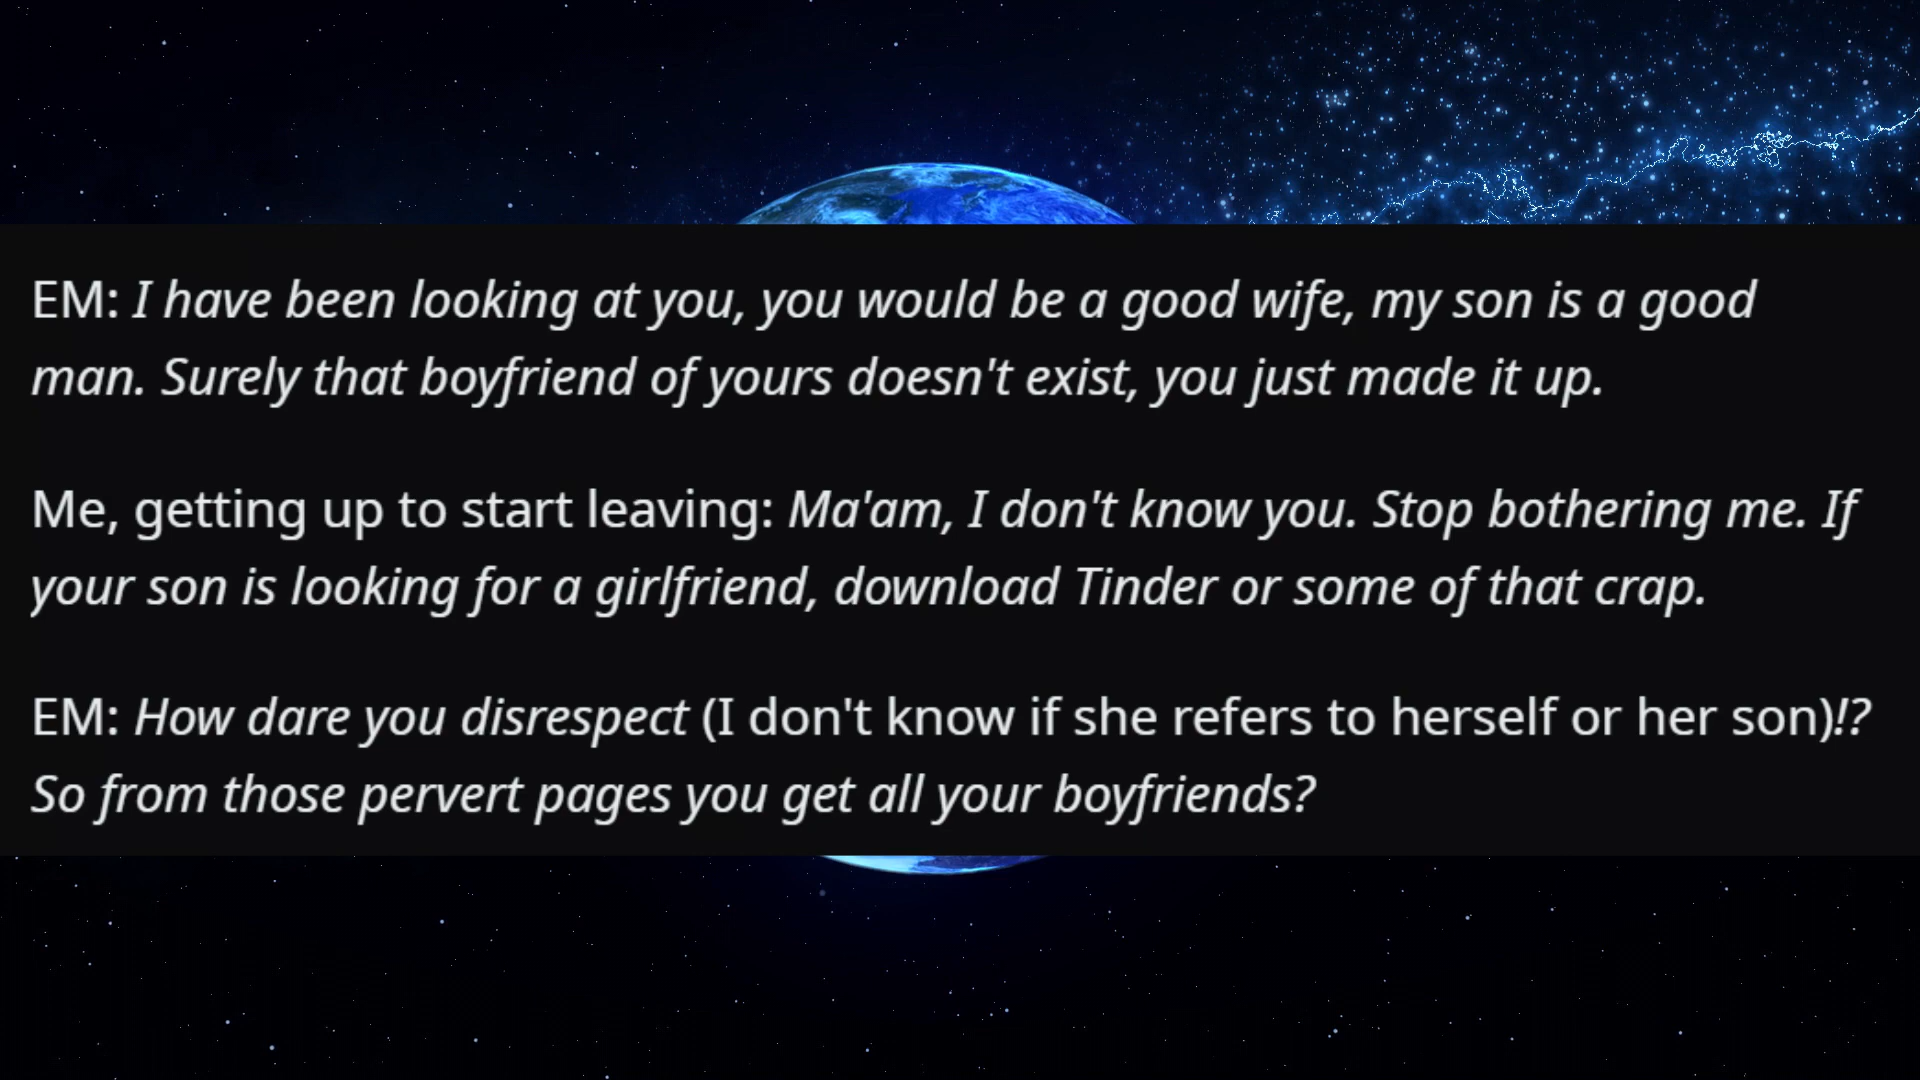 EM: I have been looking at you, you would be a good wife, my son is a good
man. Surely that boyfriend of yours doesn't exist, you just made it up.
Me, getting up to start leaving: Ma'am, I don't know you. Stop bothering me. If
your son is looking for a girlfriend, download Tinder or some of that crap.
EM: How dare you disrespect (I don't know if she refers to herself or her son)!?
So from those pervert pages you get all your boyfriends?